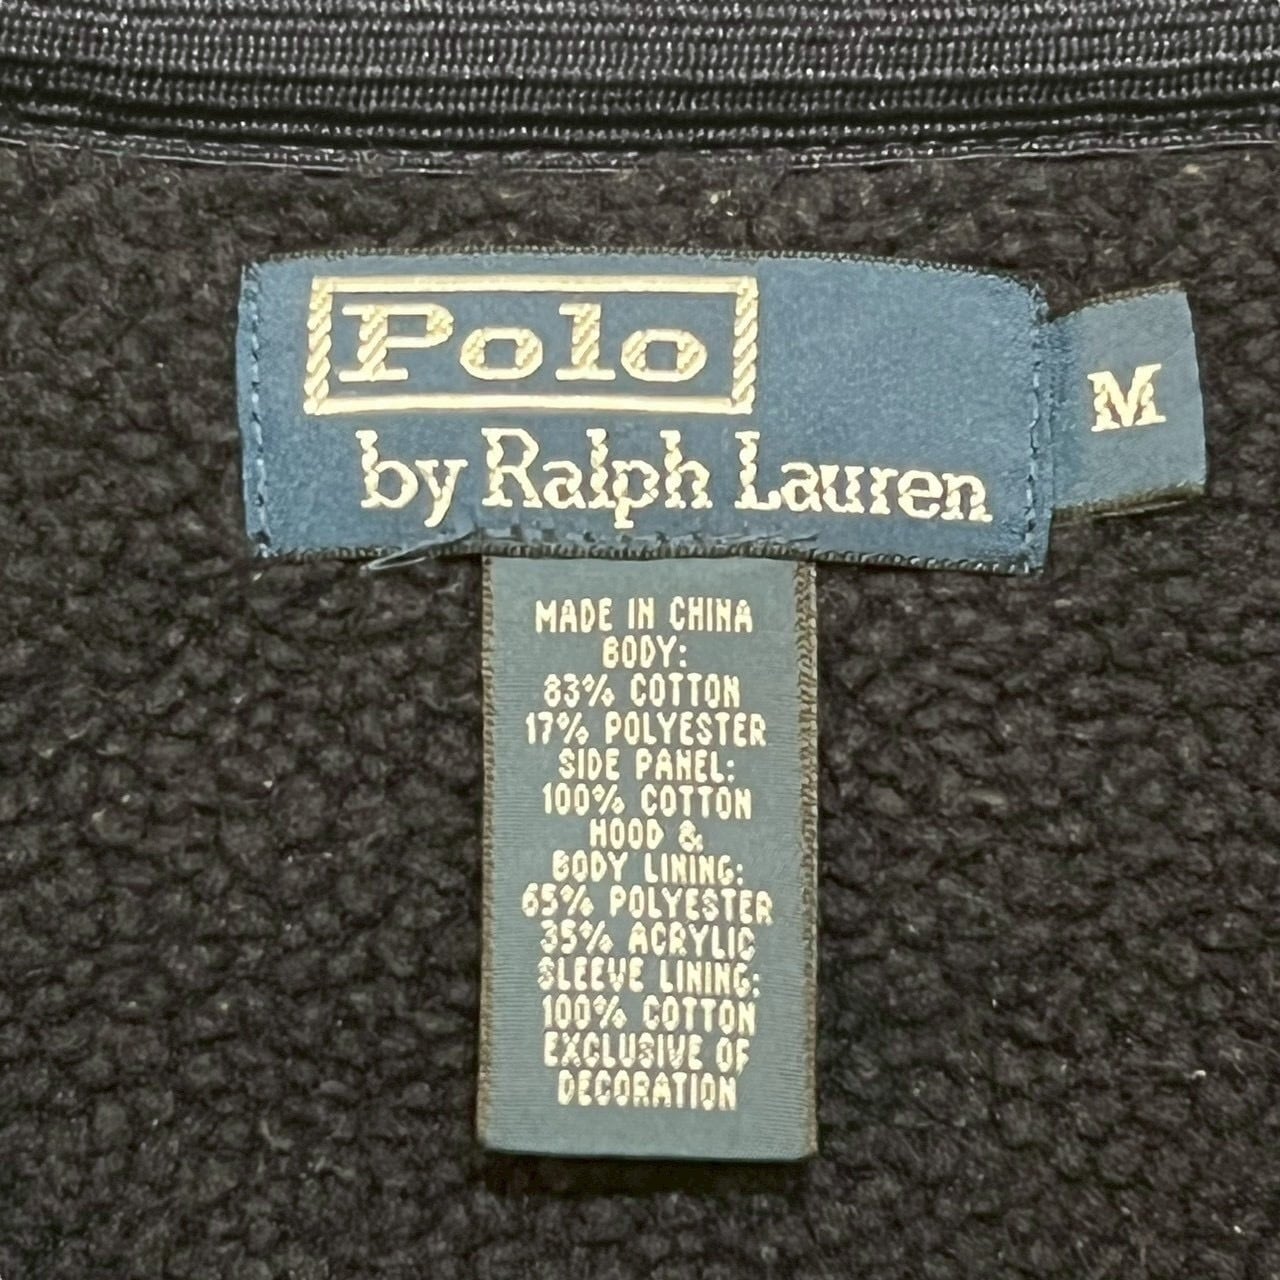 Polo
by Ralph Lauren
M
MADE IN CHINA
BODY:
83% COTTON
17% POLYESTER
SIDE PANEL:
100% COTTON
HOOD &
BODY LINING:
65% POLYESTER
35% ACRYLIC
SLEEVE LINING:
100% COTTON
EXCLUSIVE OF
DECORATION